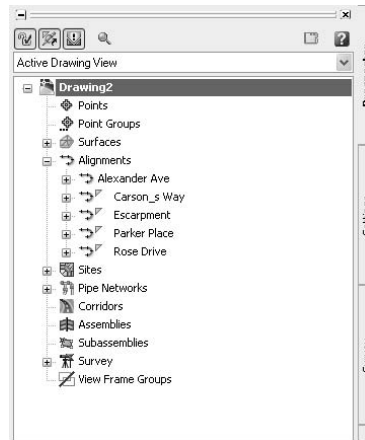 Active Drawing View
Drawing2
Points
Point Groups
Surfaces
Alignments
Alexander Ave
Carson_s Way
Escarpment
Parker Place
Rose Drive
Sites
Pipe Networks
Corridors
Assemblies
Subassemblies
Survey
View Frame Groups